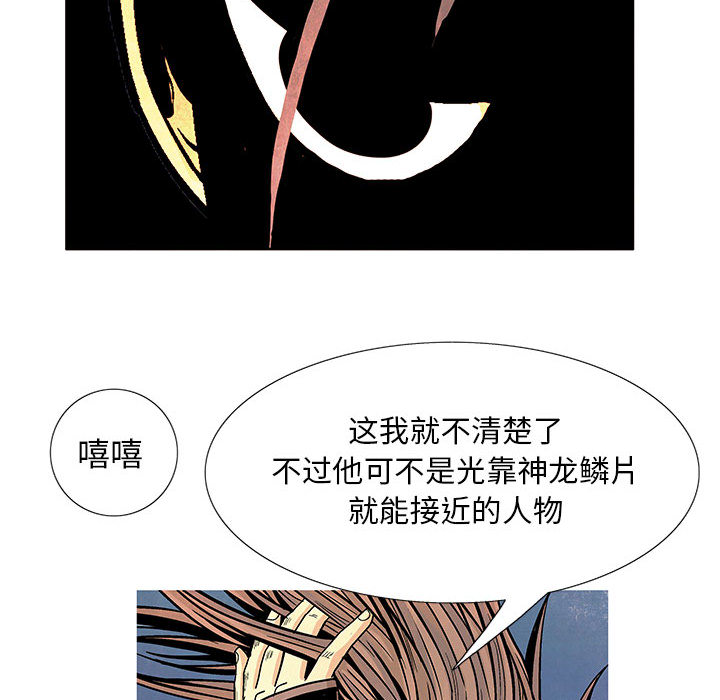 嘻嘻
这我就不清楚了
不过他可不是光靠神龙鳞片
就能接近的人物